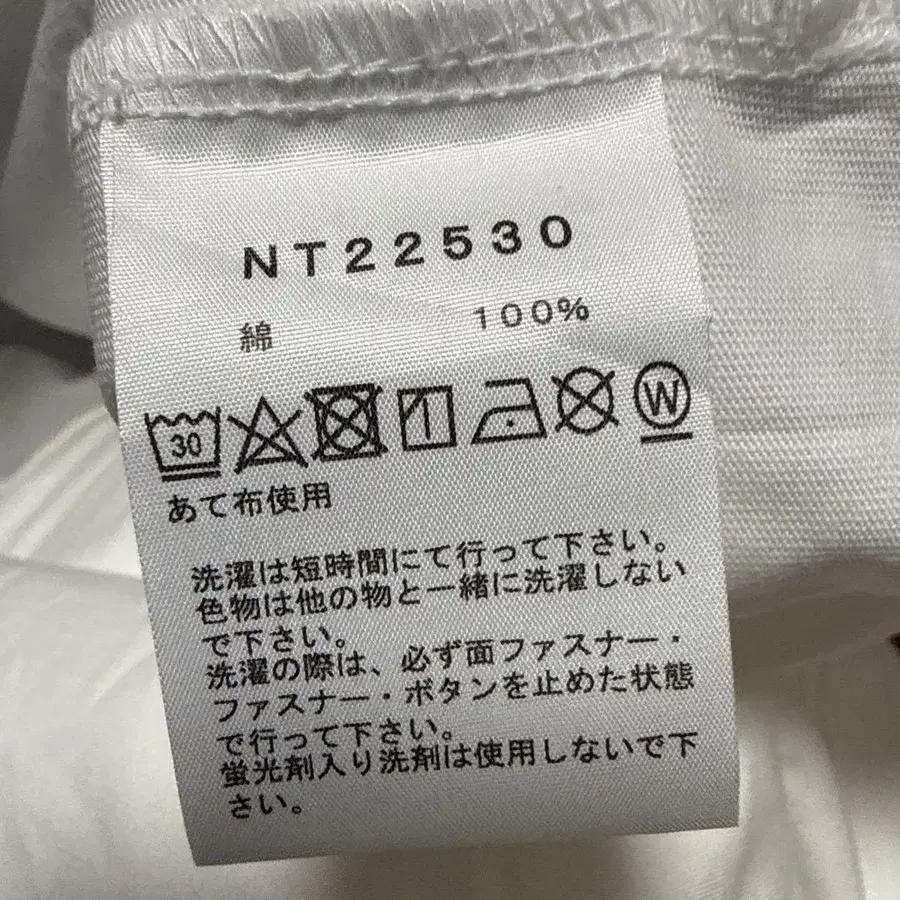 NT22530
綿 100%
30 W
あて布使用
洗濯は短時間にて行って下さい。
色物は他の物と一緒に洗濯しない
で下さい。
洗濯の際は、必ず面ファスナー・
ファスナー・ボタンを止めた状態
で行って下さい。
蛍光剤入り洗剤は使用しないで下
さい。